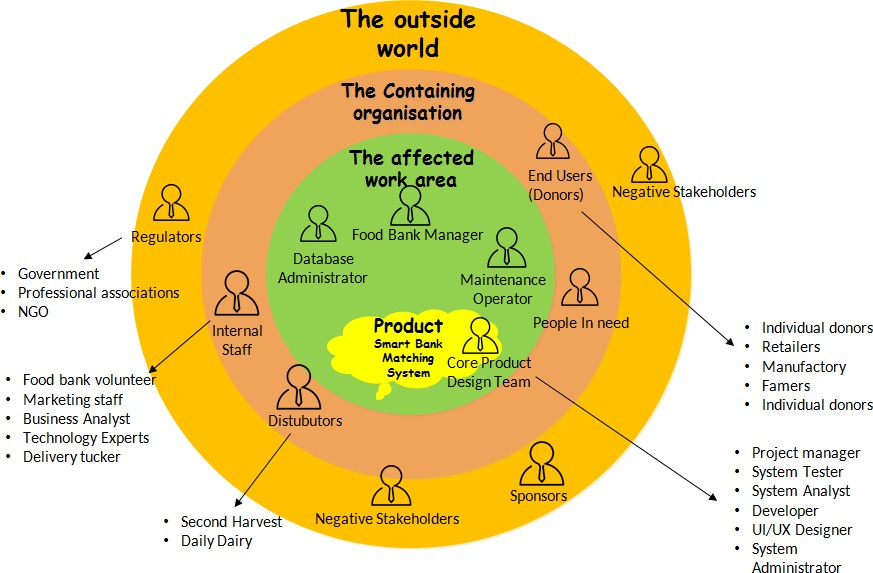 The outside
world
The Containing
organisation
The affected
work area
End Users
(Donors)
Negative Stakeholders
Regulators
Food Bank Manager
Database
Administrator
Maintenance
Operator
• Government
• Professional associations
• NGO
Internal
Staff
People In need
Product
Smart Bank
Matching
System
Core Product
Design Team
• Individual donors
• Retailers
• Manufactory
• Famers
• Individual donors
• Food bank volunteer
• Marketing staff
• Business Analyst
• Technology Experts
• Delivery tucker
Distubutors
Sponsors
Negative Stakeholders
• Second Harvest
• Daily Dairy
• Project manager
• System Tester
• System Analyst
• Developer
• UI/UX Designer
• System
Administrator